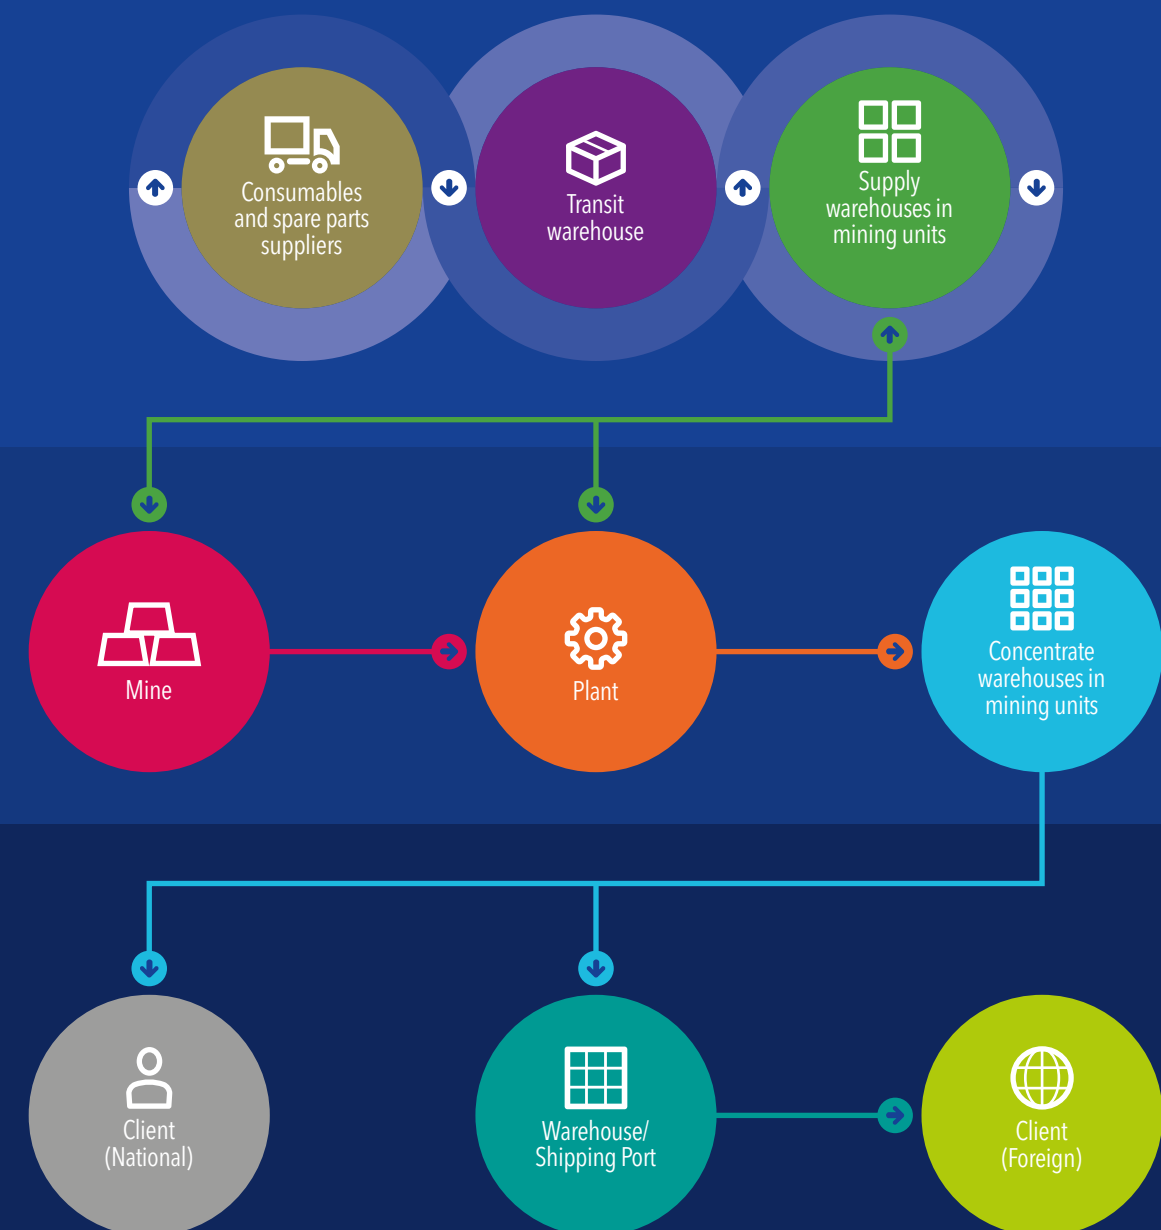 Consumables
and spare parts
suppliers
Transit
warehouse
Supply
warehouses in
mining units
Mine
Plant
Concentrate
warehouses in
mining units
Client
(National)
Warehouse/
Shipping Port
Client
(Foreign)